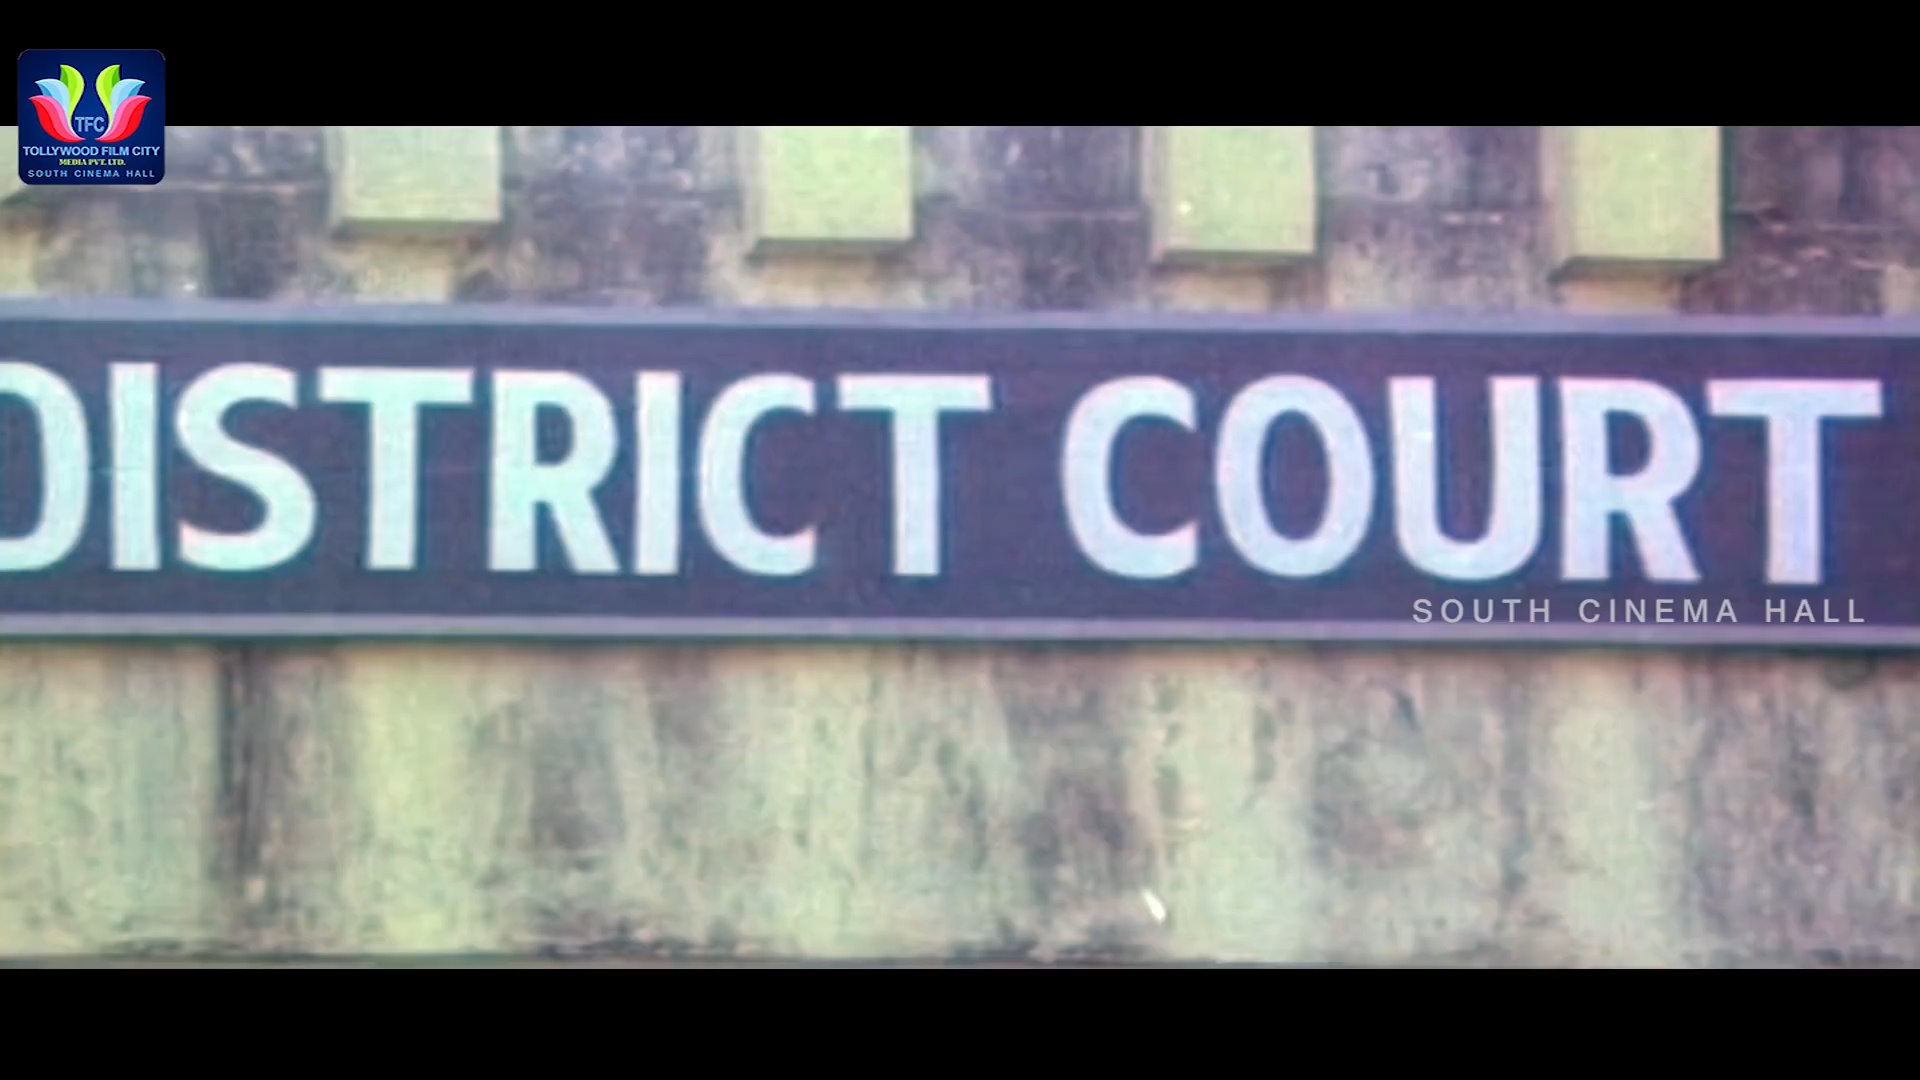 TFC
TOLLYWOOD FILM CITY
MEDIA PVT. LTD.
SOUTH CINEMA HALL
DISTRICT COURT
SOUTH CINEMA HALL